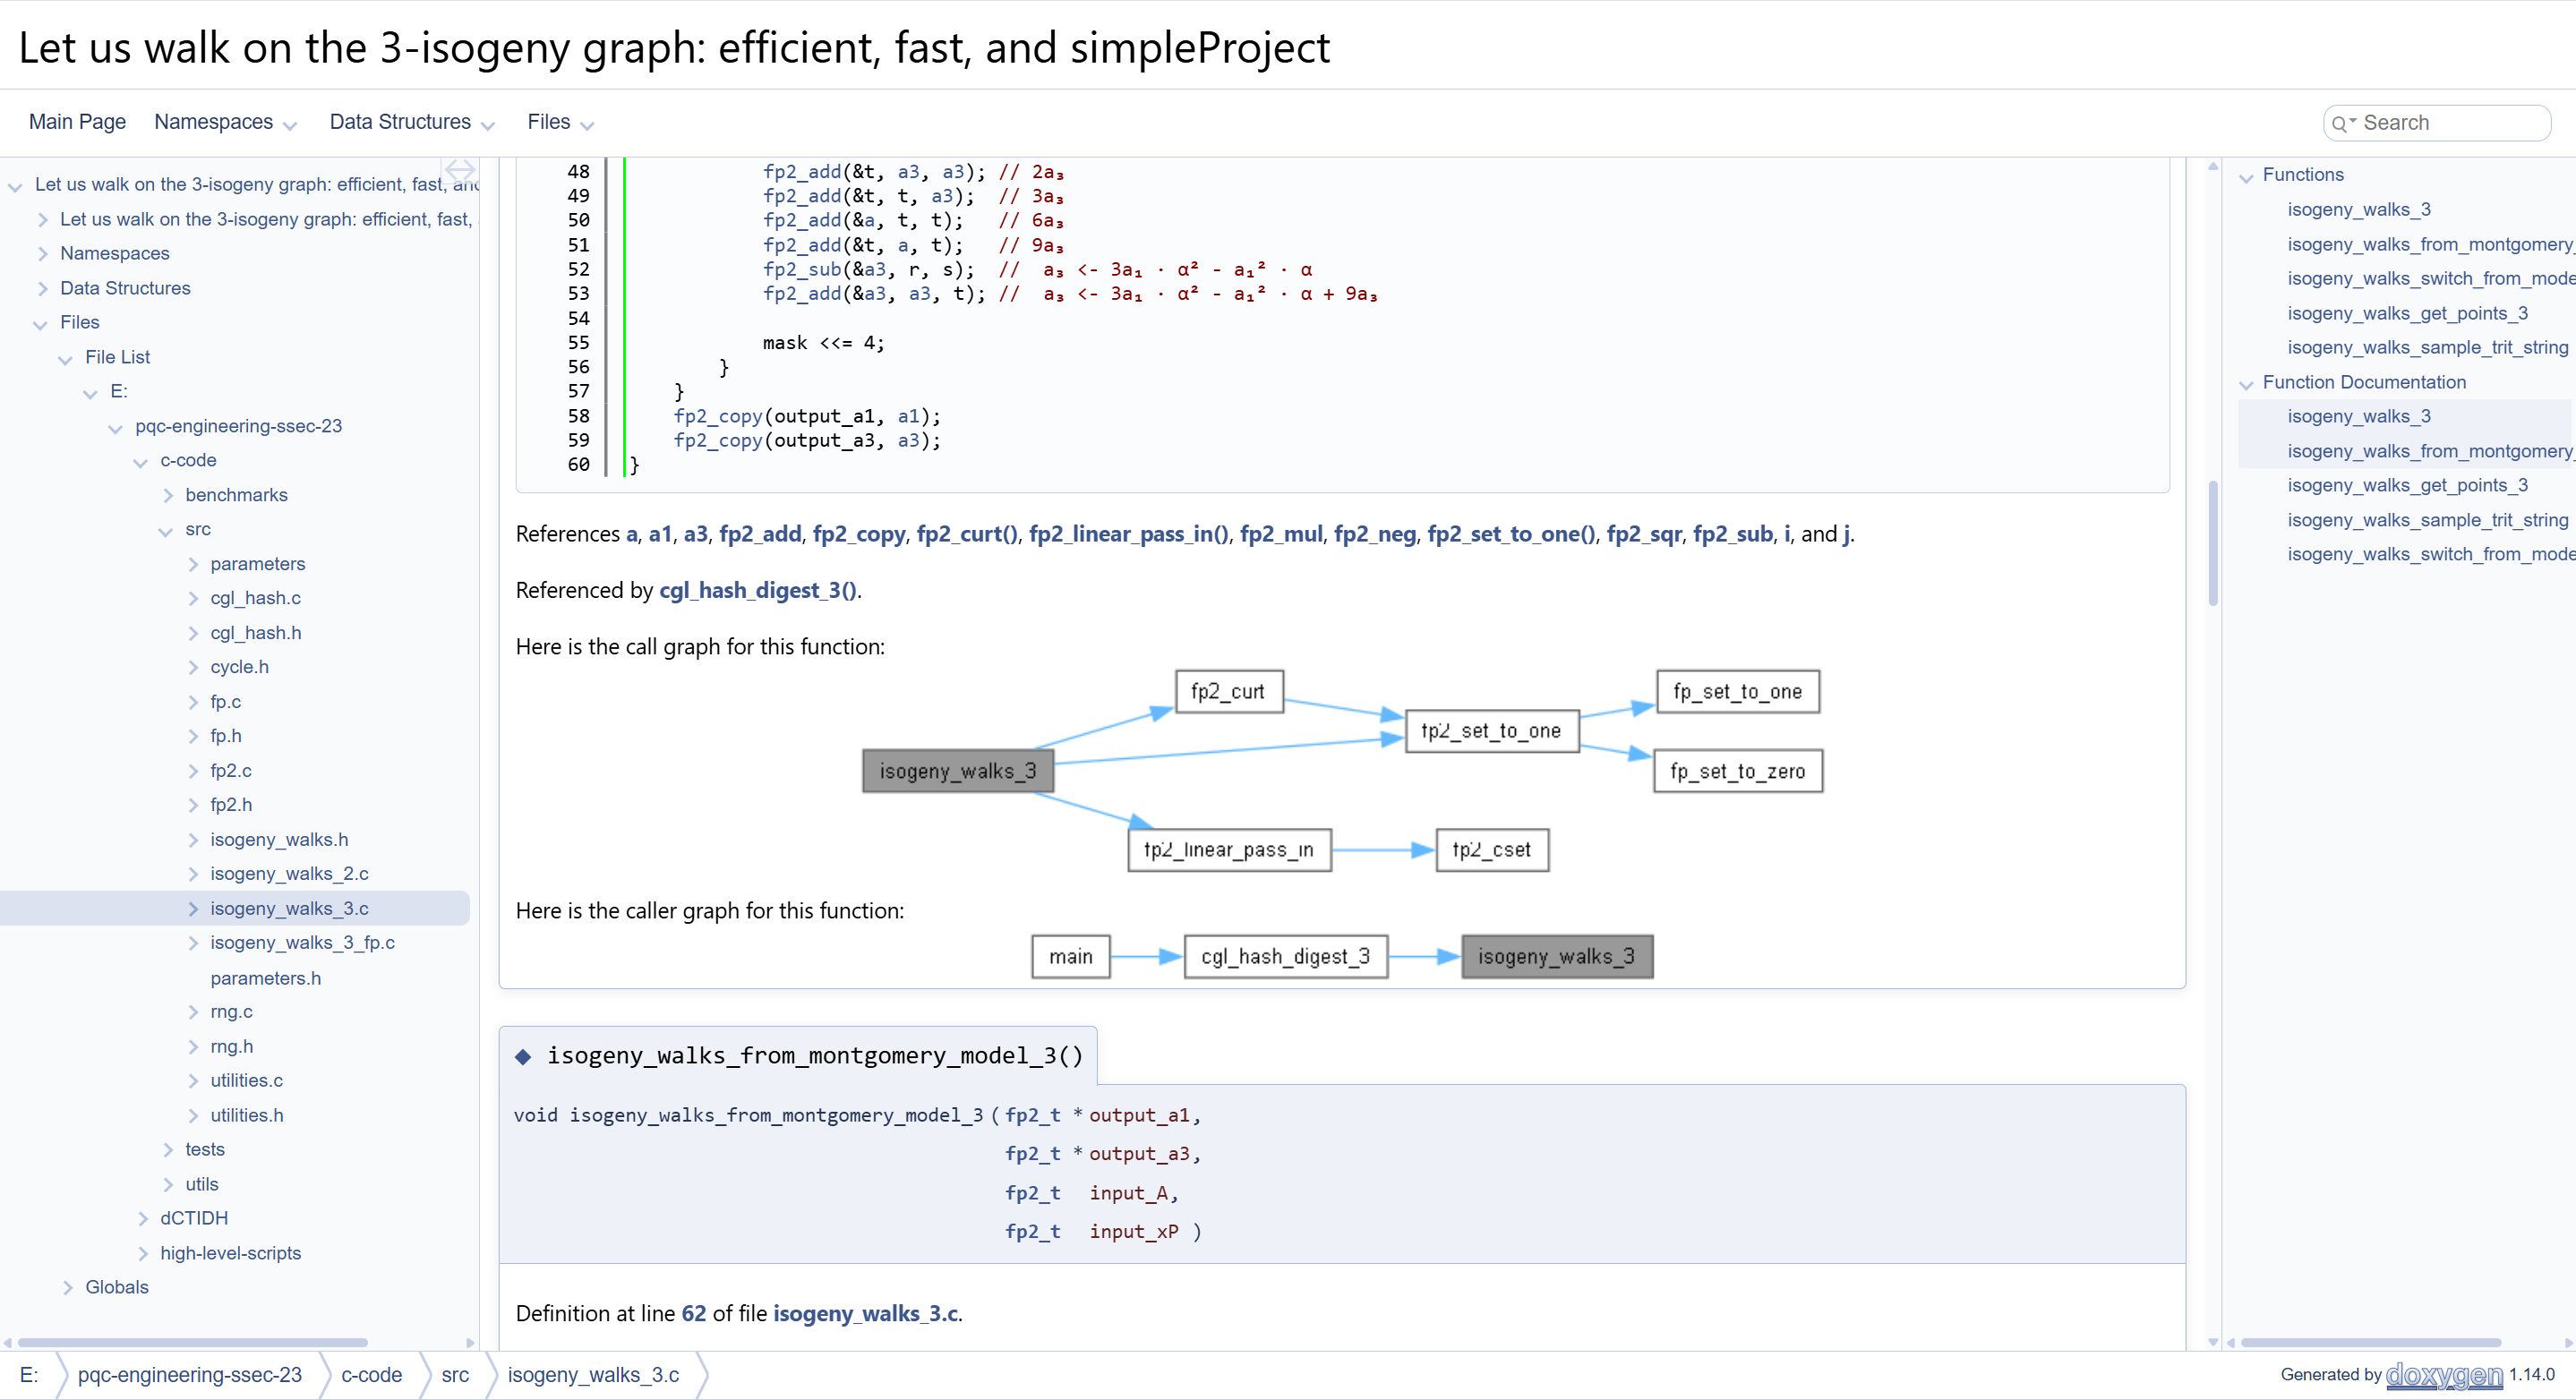 Let us walk on the 3-isogeny graph: efficient, fast, and simpleProject
Main Page
Namespaces
Data Structures
Files
Search
Let us walk on the 3-isogeny graph: efficient, fast, and
Let us walk on the 3-isogeny graph: efficient, fast,
Namespaces
Data Structures
Files
File List
E:
pqc-engineering-ssec-23
c-code
benchmarks
src
parameters
cgl_hash.c
cgl_hash.h
cycle.h
fp.c
fp.h
fp2.c
fp2.h
isogeny_walks.h
isogeny_walks_2.c
isogeny_walks_3.c
isogeny_walks_3_fp.c
parameters.h
rng.c
rng.h
utilities.c
utilities.h
tests
utils
dCTIDH
high-level-scripts
Globals
48 fp2_add(&t, a3, a3); // 2a₃
49 fp2_add(&t, t, a3); // 3a₃
50 fp2_add(&a, t, t); // 6a₃
51 fp2_add(&t, a, t); // 9a₃
52 fp2_sub(&a3, r, s); // a₃ <- 3a₁ · α² - a₁² · α
53 fp2_add(&a3, a3, t); // a₃ <- 3a₁ · α² - a₁² · α + 9a₃
54
55 mask <<= 4;
56 }
57 }
58 fp2_copy(output_a1, a1);
59 fp2_copy(output_a3, a3);
60 }
References a, a1, a3, fp2_add, fp2_copy, fp2_curt(), fp2_linear_pass_in(), fp2_mul, fp2_neg, fp2_set_to_one(), fp2_sqr, fp2_sub, i, and j.
Referenced by cgl_hash_digest_3().
Here is the call graph for this function:
isogeny_walks_3
fp2_curt
fp2_set_to_one
fp_set_to_one
fp_set_to_zero
fp2_linear_pass_in
fp2_cset
Here is the caller graph for this function:
main
cgl_hash_digest_3
isogeny_walks_3
◆ isogeny_walks_from_montgomery_model_3()
void isogeny_walks_from_montgomery_model_3 ( fp2_t * output_a1,
fp2_t * output_a3,
fp2_t input_A,
fp2_t input_xP )
Definition at line 62 of file isogeny_walks_3.c.
Functions
isogeny_walks_3
isogeny_walks_from_montgomery_
isogeny_walks_switch_from_mode
isogeny_walks_get_points_3
isogeny_walks_sample_trit_string
Function Documentation
isogeny_walks_3
isogeny_walks_from_montgomery_
isogeny_walks_get_points_3
isogeny_walks_sample_trit_string
isogeny_walks_switch_from_mode
E:
pqc-engineering-ssec-23
c-code
src
isogeny_walks_3.c
Generated by doxygen 1.14.0